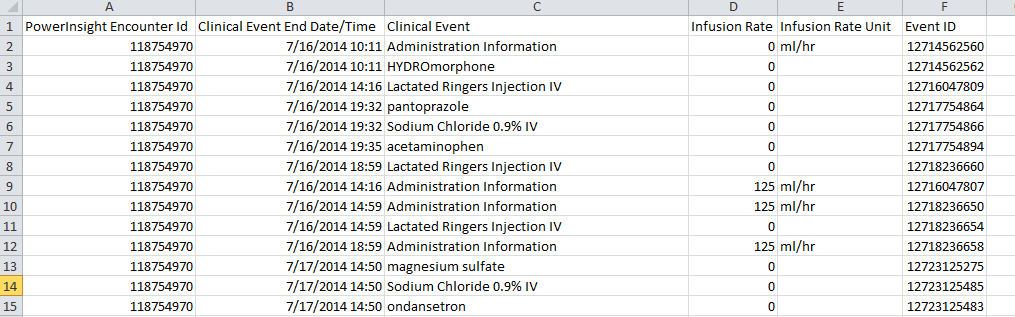 A B C D E F
1 PowerInsight Encounter Id Clinical Event End Date/Time Clinical Event Infusion Rate Infusion Rate Unit Event ID
2 118754970 7/16/2014 10:11 Administration Information 0 ml/hr 12714562560
3 118754970 7/16/2014 10:11 HYDROmorphone 0 12714562562
4 118754970 7/16/2014 14:16 Lactated Ringers Injection IV 0 12716047809
5 118754970 7/16/2014 19:32 pantoprazole 0 12717754864
6 118754970 7/16/2014 19:32 Sodium Chloride 0.9% IV 0 12717754866
7 118754970 7/16/2014 19:35 acetaminophen 0 12717754894
8 118754970 7/16/2014 18:59 Lactated Ringers Injection IV 0 12718236660
9 118754970 7/16/2014 14:16 Administration Information 125 ml/hr 12716047807
10 118754970 7/16/2014 14:59 Administration Information 125 ml/hr 12718236650
11 118754970 7/16/2014 14:59 Lactated Ringers Injection IV 0 12718236654
12 118754970 7/16/2014 18:59 Administration Information 125 ml/hr 12718236658
13 118754970 7/17/2014 14:50 magnesium sulfate 0 12723125275
14 118754970 7/17/2014 14:50 Sodium Chloride 0.9% IV 0 12723125485
15 118754970 7/17/2014 14:50 ondansetron 0 12723125483